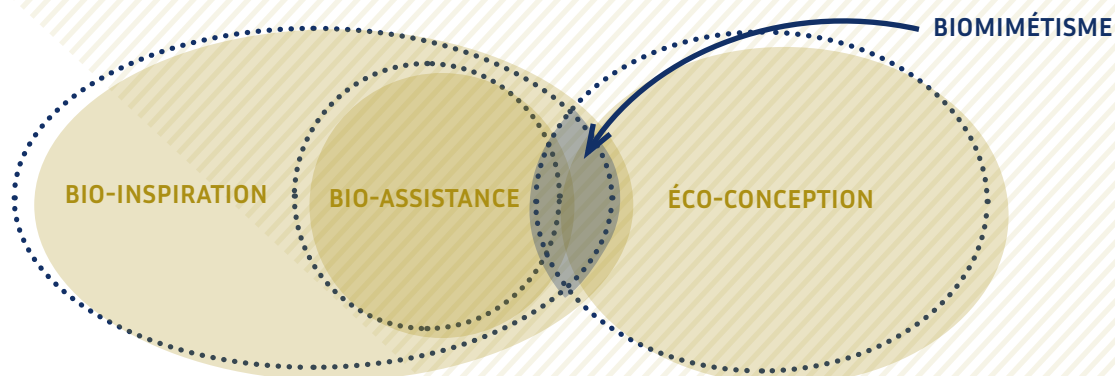 BIOMIMÉTISME
BIO-INSPIRATION
BIO-ASSISTANCE
ÉCO-CONCEPTION